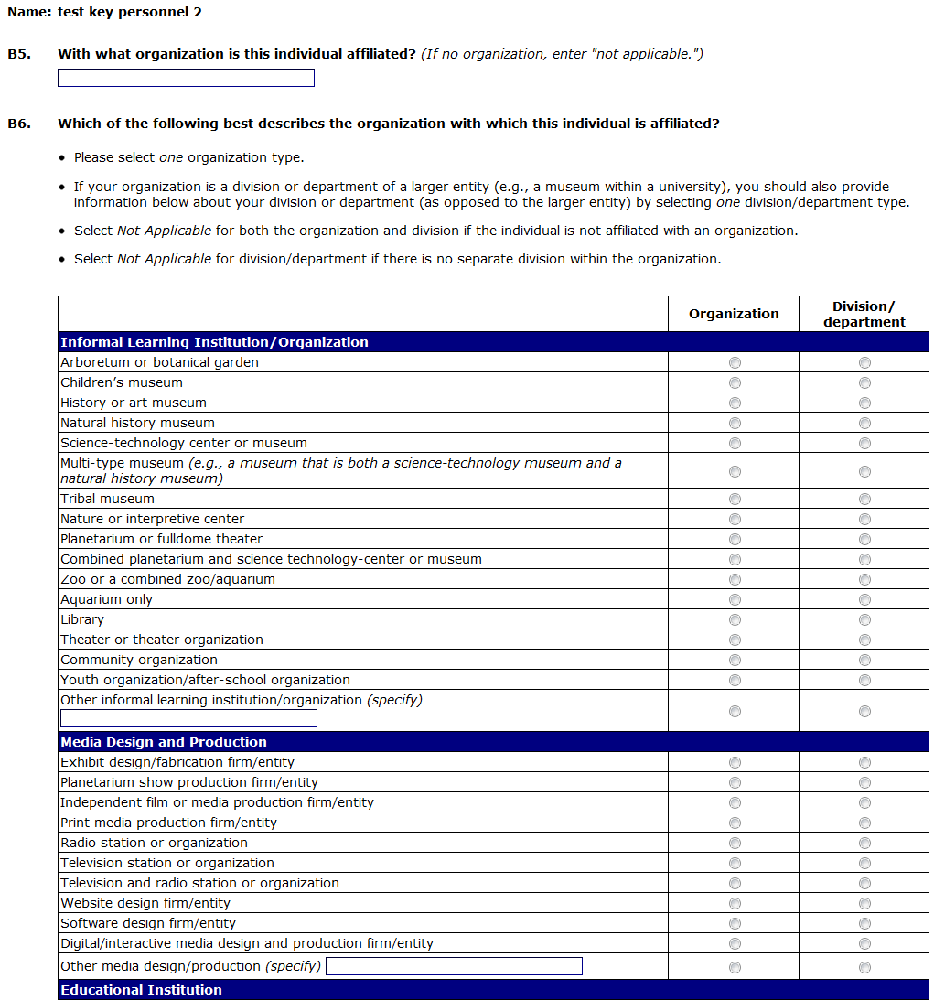 Name: test key personnel 2
B5. With what organization is this individual affiliated? (If no organization, enter "not applicable.")
B6. Which of the following best describes the organization with which this individual is affiliated?
• Please select one organization type.
• If your organization is a division or department of a larger entity (e.g., a museum within a university), you should also provide
information below about your division or department (as opposed to the larger entity) by selecting one division/department type.
• Select Not Applicable for both the organization and division if the individual is not affiliated with an organization.
• Select Not Applicable for division/department if there is no separate division within the organization.
Organization
Division/
department
Informal Learning Institution/Organization
Arboretum or botanical garden
Children’s museum
History or art museum
Natural history museum
Science-technology center or museum
Multi-type museum (e.g., a museum that is both a science-technology museum and a
natural history museum)
Tribal museum
Nature or interpretive center
Planetarium or fulldome theater
Combined planetarium and science technology-center or museum
Zoo or a combined zoo/aquarium
Aquarium only
Library
Theater or theater organization
Community organization
Youth organization/after-school organization
Other informal learning institution/organization (specify)
Media Design and Production
Exhibit design/fabrication firm/entity
Planetarium show production firm/entity
Independent film or media production firm/entity
Print media production firm/entity
Radio station or organization
Television station or organization
Television and radio station or organization
Website design firm/entity
Software design firm/entity
Digital/interactive media design and production firm/entity
Other media design/production (specify)
Educational Institution